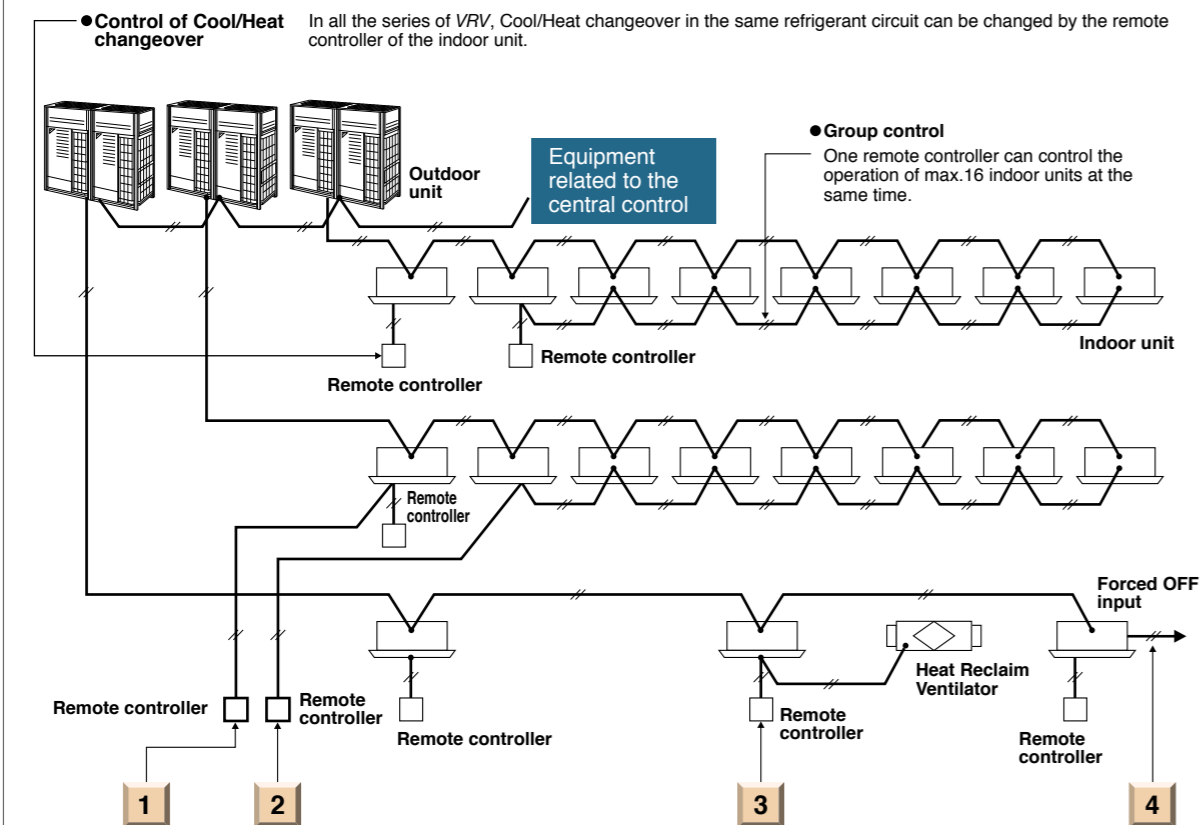 ●Control of Cool/Heat
changeover
In all the series of VRV, Cool/Heat changeover in the same refrigerant circuit can be changed by the remote
controller of the indoor unit.
Outdoor
unit
Equipment
related to the
central control
●Group control
One remote controller can control the
operation of max.16 indoor units at the
same time.
Indoor unit
Remote controller
Remote controller
Remote
controller
Forced OFF
input
Heat Reclaim
Ventilator
Remote controller
Remote
controller
Remote controller
Remote
controller
Remote
controller
1
2
3
4